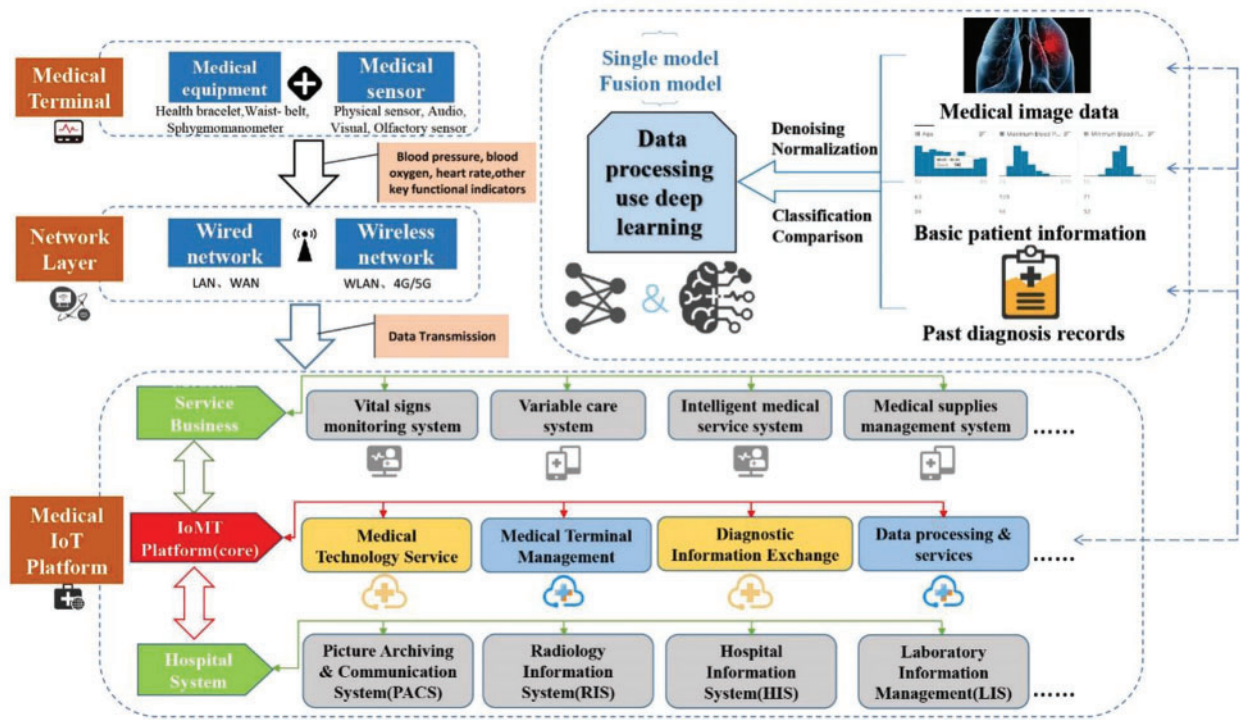 Medical
Terminal
Medical
equipment
Health bracelet,Waist- belt,
Sphygmomanometer
Medical
sensor
Physical sensor, Audio,
Visual, Olfactory sensor
Blood pressure, blood
oxygen, heart rate,other
key functional indicators
Network
Layer
Wired
network
LAN、WAN
Wireless
network
WLAN、4G/5G
Data Transmission
Single model
Fusion model
Data
processing
use deep
learning
&
Denoising
Normalization
Classification
Comparison
Medical image data
Basic patient information
Past diagnosis records
Medical
IoT
Platform
Service
Business
Vital signs
monitoring system
Variable care
system
Intelligent medical
service system
Medical supplies
management system
......
IoMT
Platform(core)
Medical
Technology Service
Medical Terminal
Management
Diagnostic
Information Exchange
Data processing &
services
......
Hospital
System
Picture Archiving
& Communication
System(PACS)
Radiology
Information
System(RIS)
Hospital
Information
System(HIS)
Laboratory
Information
Management(LIS)
......